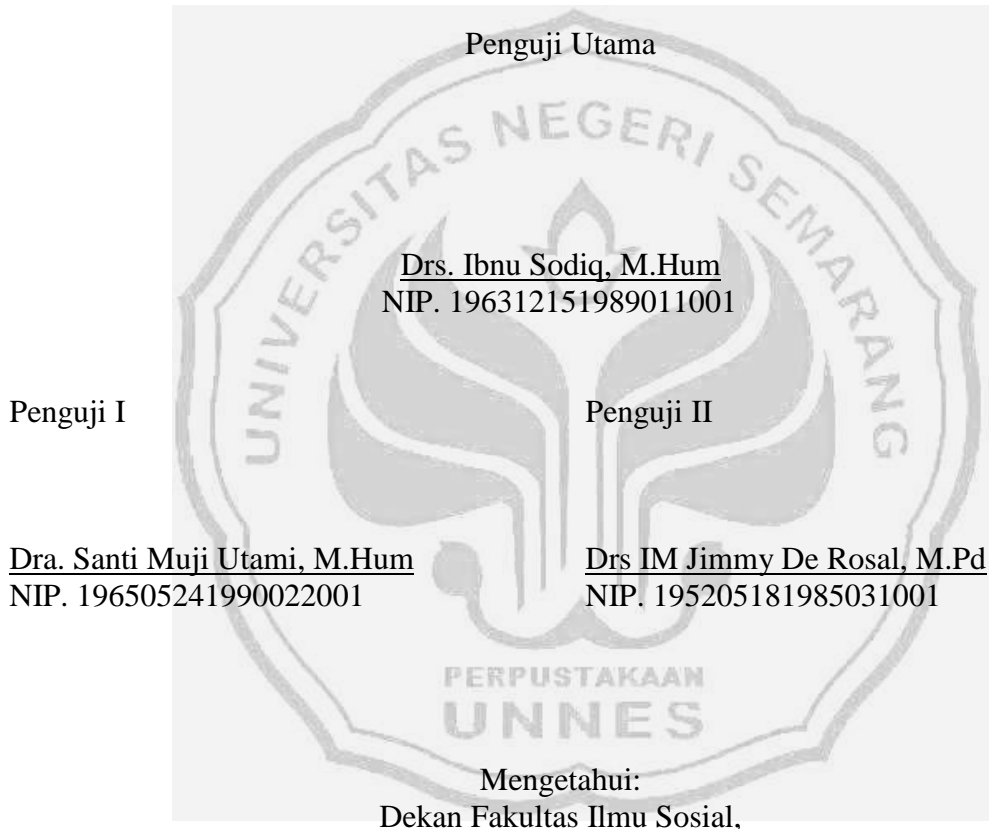 Penguji Utama
UNIVERSITAS NEGERI SEMARANG
Drs. Ibnu Sodiq, M.Hum
NIP. 196312151989011001
Penguji I Penguji II
Dra. Santi Muji Utami, M.Hum Drs IM Jimmy De Rosal, M.Pd
NIP. 196505241990022001 NIP. 195205181985031001
PERPUSTAKAAN
UNNES
Mengetahui:
Dekan Fakultas Ilmu Sosial,